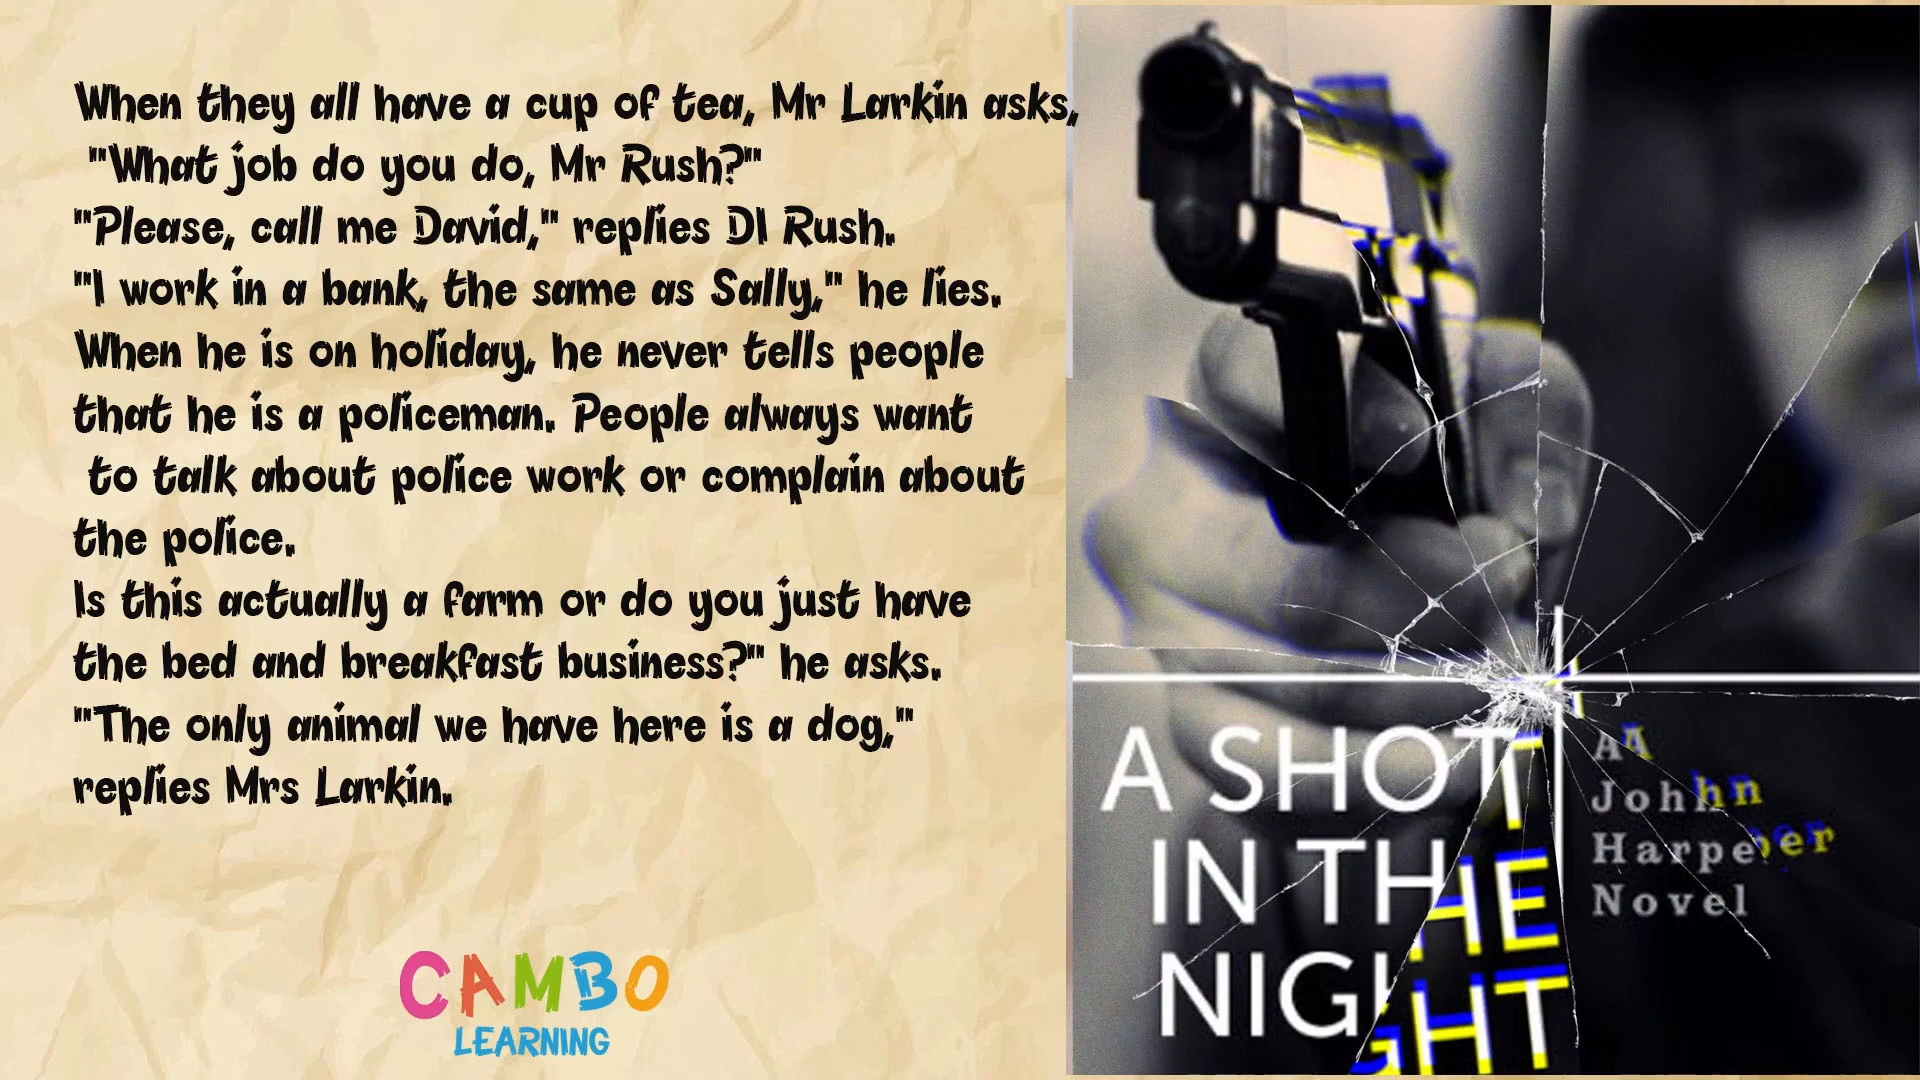 When they all have a cup of tea, Mr Larkin asks,
""What job do you do, Mr Rush?""
""Please, call me David,"" replies DI Rush.
""I work in a bank, the same as Sally,"" he lies.
When he is on holiday, he never tells people
that he is a policeman. People always want
to talk about police work or complain about
the police.
Is this actually a farm or do you just have
the bed and breakfast business?"" he asks.
""The only animal we have here is a dog,""
replies Mrs Larkin.
CAMBO
LEARNING
A SHOT
IN THE
NIGHT
A
John
Harper
Novel